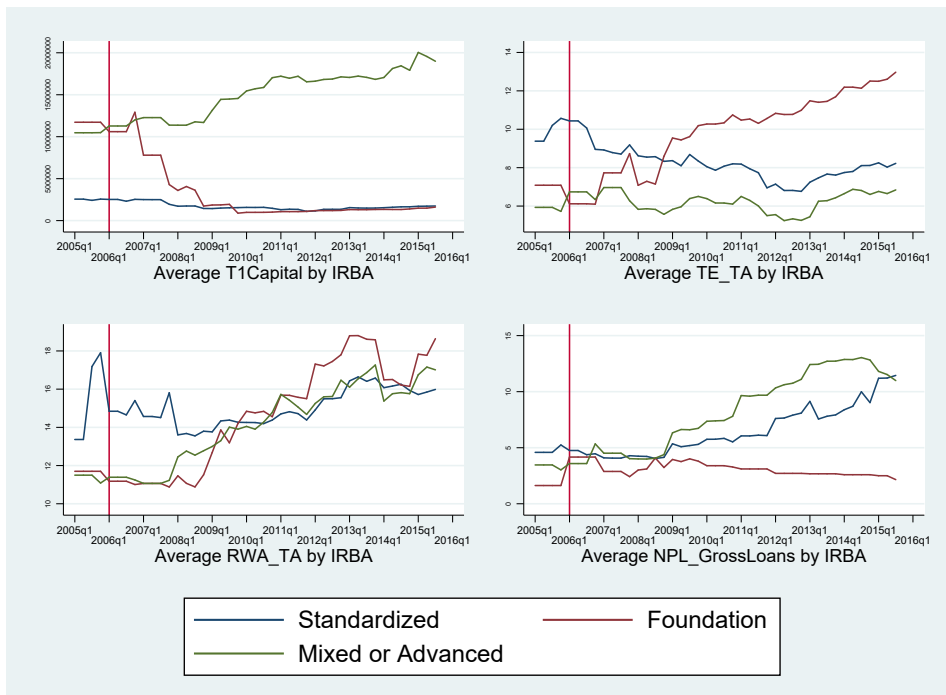 20000000
15000000
10000000
5000000
0
2005q1 2007q1 2009q1 2011q1 2013q1 2015q1
2006q1 2008q1 2010q1 2012q1 2014q1 2016q1
Average T1Capital by IRBA
14
12
10
8
6
2005q1 2007q1 2009q1 2011q1 2013q1 2015q1
2006q1 2008q1 2010q1 2012q1 2014q1 2016q1
Average TE_TA by IRBA
18
16
14
12
10
2005q1 2007q1 2009q1 2011q1 2013q1 2015q1
2006q1 2008q1 2010q1 2012q1 2014q1 2016q1
Average RWA_TA by IRBA
15
10
5
0
2005q1 2007q1 2009q1 2011q1 2013q1 2015q1
2006q1 2008q1 2010q1 2012q1 2014q1 2016q1
Average NPL_GrossLoans by IRBA
Standardized Foundation
Mixed or Advanced